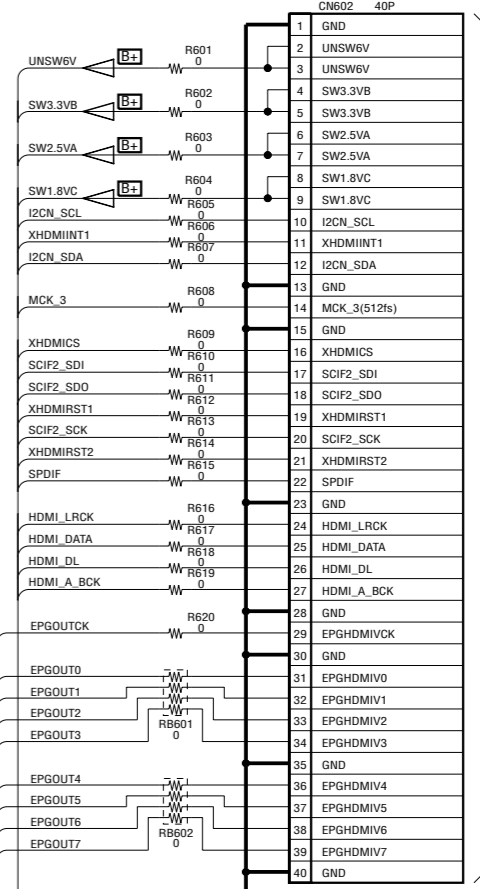 CN602 40P
1 GND
UNSW6V B+ R601 0 2 UNSW6V
3 UNSW6V
SW3.3VB B+ R602 0 4 SW3.3VB
5 SW3.3VB
SW2.5VA B+ R603 0 6 SW2.5VA
7 SW2.5VA
SW1.8VC B+ R604 0 8 SW1.8VC
9 SW1.8VC
I2CN_SCL R605 0 10 I2CN_SCL
XHDMIINT1 R606 0 11 XHDMIINT1
I2CN_SDA R607 0 12 I2CN_SDA
13 GND
MCK_3 R608 0 14 MCK_3(512fs)
15 GND
XHDMICS R609 0 16 XHDMICS
SCIF2_SDI R610 0 17 SCIF2_SDI
SCIF2_SDO R611 0 18 SCIF2_SDO
XHDMIRST1 R612 0 19 XHDMIRST1
SCIF2_SCK R613 0 20 SCIF2_SCK
XHDMIRST2 R614 0 21 XHDMIRST2
SPDIF R615 0 22 SPDIF
23 GND
HDMI_LRCK R616 0 24 HDMI_LRCK
HDMI_DATA R617 0 25 HDMI_DATA
HDMI_DL R618 0 26 HDMI_DL
HDMI_A_BCK R619 0 27 HDMI_A_BCK
28 GND
EPGOUTCK R620 0 29 EPGHDMIVCK
30 GND
EPGOUT0 31 EPGHDMIV0
EPGOUT1 32 EPGHDMIV1
EPGOUT2 33 EPGHDMIV2
RB601
EPGOUT3 0 34 EPGHDMIV3
35 GND
EPGOUT4 36 EPGHDMIV4
EPGOUT5 37 EPGHDMIV5
EPGOUT6 38 EPGHDMIV6
RB602
EPGOUT7 0 39 EPGHDMIV7
40 GND